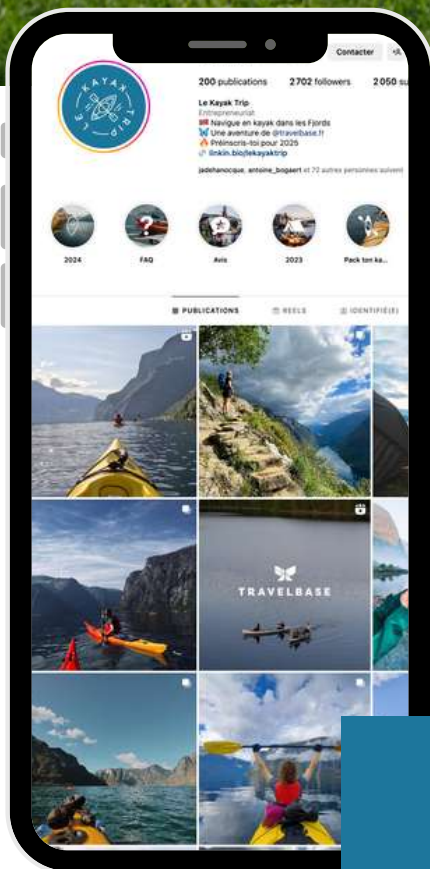 Contacter
200 publications 2702 followers 2050 su
Le Kayak Trip
Entrepreneuriat
Navigue en kayak dans les Fjords
Une aventure de @travelbase.fr
Préinscris-toi pour 2025
linkin.bio/lekayaktrip
jadehanocque, antoine_bogaert et 72 autres personnes suivent
LE KAYAK TRIP
2024 FAQ Avis 2023 Pack ton ka...
PUBLICATIONS REELS IDENTIFIÉ(E)
TRAVELBASE